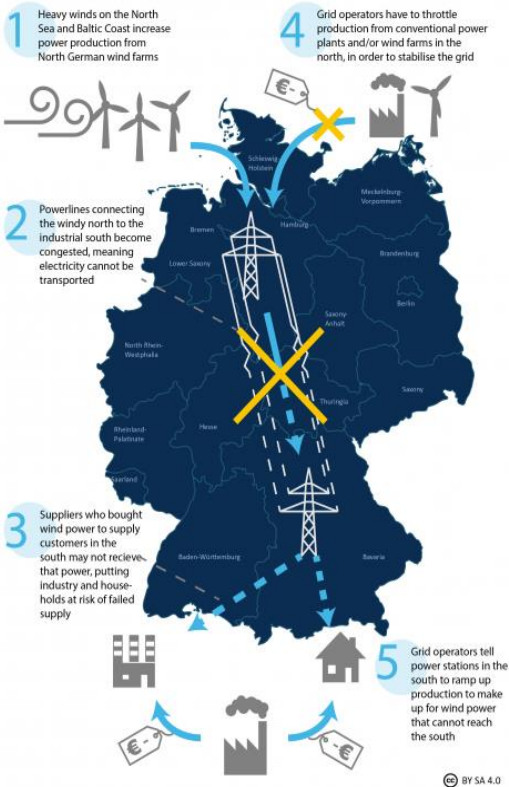 1
Heavy winds on the North
Sea and Baltic Coast increase
power production from
North German wind farms
4
Grid operators have to throttle
production from conventional power
plants and/or wind farms in the
north, in order to stabilise the grid
€-
Schleswig
Holstein
Mecklenburg-
Vorpommern
2
Powerlines connecting
the windy north to the
industrial south become
congested, meaning
electricity cannot be
transported
Bremen
Hamburg
Lower Saxony
Brandenburg
Berlin
Saxony-
Anhalt
North Rhein-
Westphalia
Saxony
Thuringia
Hesse
Rheinland-
Palatinate
Saarland
3
Suppliers who bought
wind power to supply
customers in the
south may not recieve
that power, putting
industry and house-
holds at risk of failed
supply
Baden-Württemburg
Bavaria
5
Grid operators tell
power stations in the
south to ramp up
production to make
up for wind power
that cannot reach
the south
-€
-€
cc BY SA 4.0